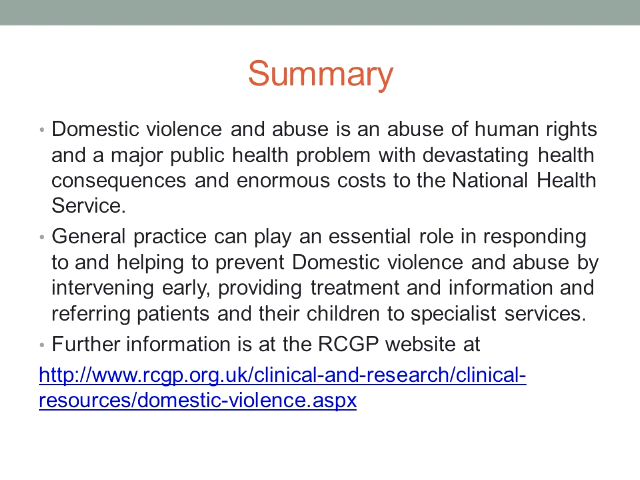 Summary
• Domestic violence and abuse is an abuse of human rights
and a major public health problem with devastating health
consequences and enormous costs to the National Health
Service.
• General practice can play an essential role in responding
to and helping to prevent Domestic violence and abuse by
intervening early, providing treatment and information and
referring patients and their children to specialist services.
• Further information is at the RCGP website at
http://www.rcgp.org.uk/clinical-and-research/clinical-
resources/domestic-violence.aspx